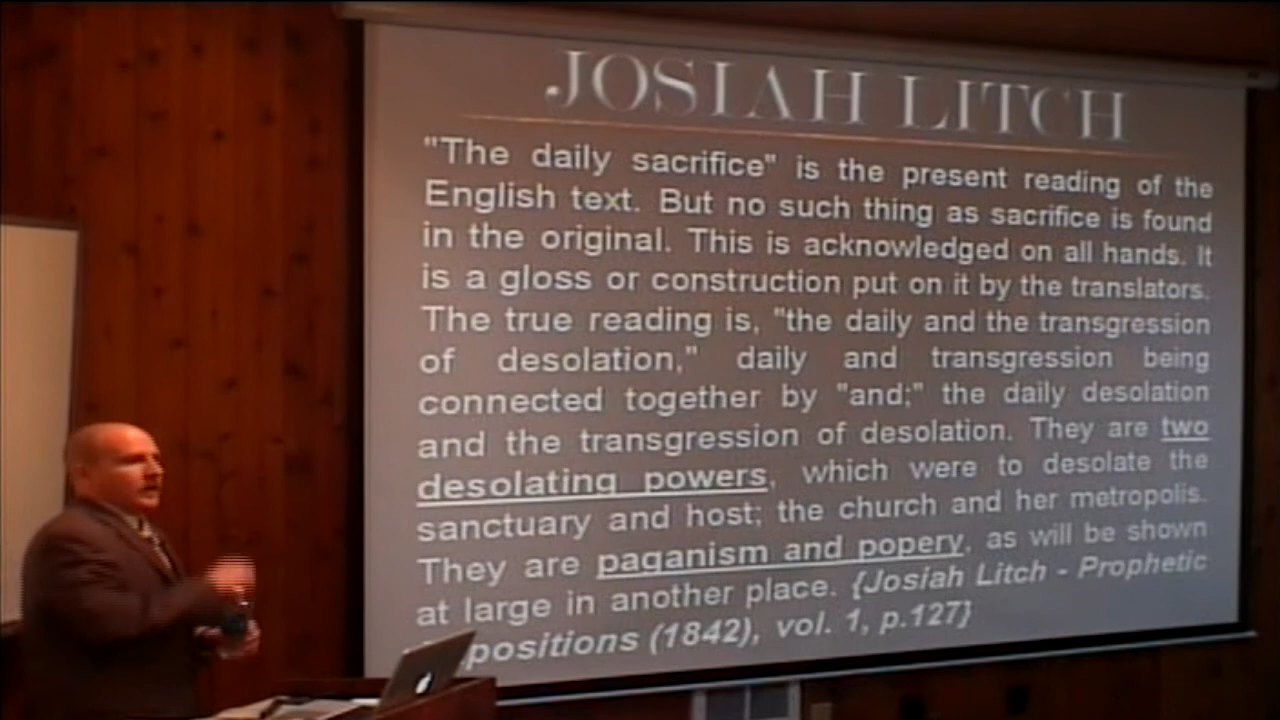 JOSIAH LITCH
"The daily sacrifice" is the present reading of the
English text. But no such thing as sacrifice is found
in the original. This is acknowledged on all hands. It
is a gloss or construction put on it by the translators.
The true reading is, "the daily and the transgression
of desolation," daily and transgression being
connected together by "and;" the daily desolation
and the transgression of desolation. They are two
desolating powers, which were to desolate the
sanctuary and host; the church and her metropolis.
They are paganism and popery, as will be shown
at large in another place. {Josiah Litch - Prophetic
positions (1842), vol. 1, p.127}